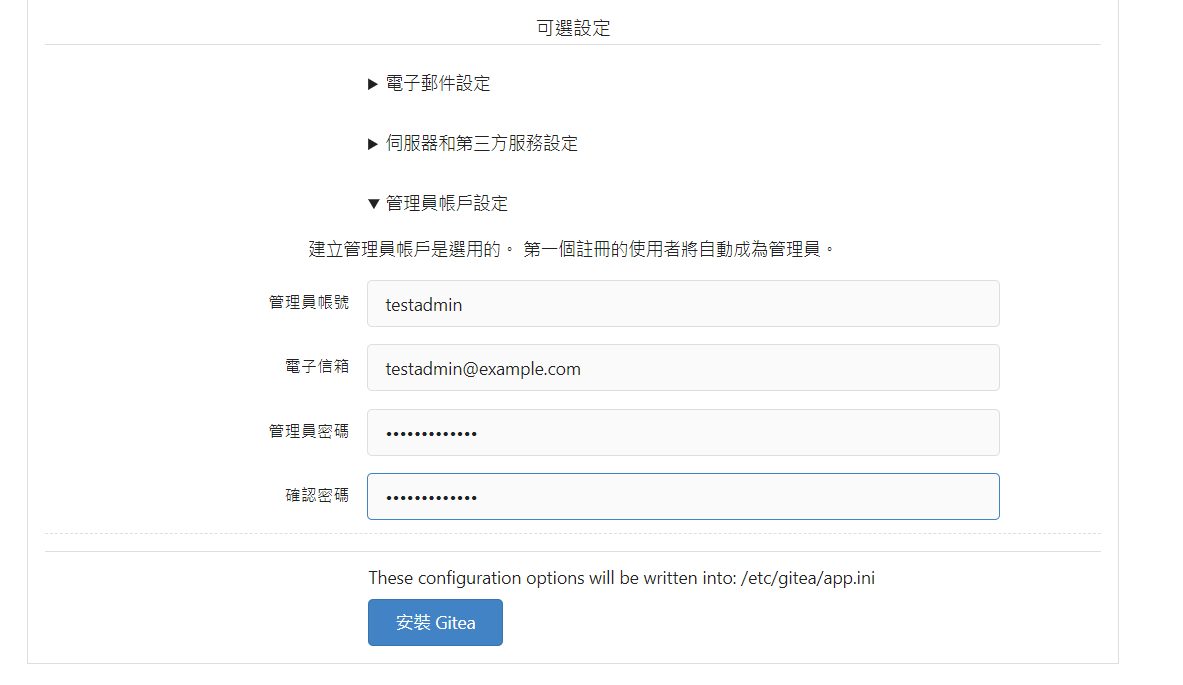 可選設定
電子郵件設定
伺服器和第三方服務設定
管理員帳戶設定
建立管理員帳戶是選用的。 第一個註冊的使用者將自動成為管理員。
管理員帳號 testadmin
電子信箱 testadmin@example.com
管理員密碼 •••••••••••••
確認密碼 •••••••••••••
These configuration options will be written into: /etc/gitea/app.ini
安裝 Gitea